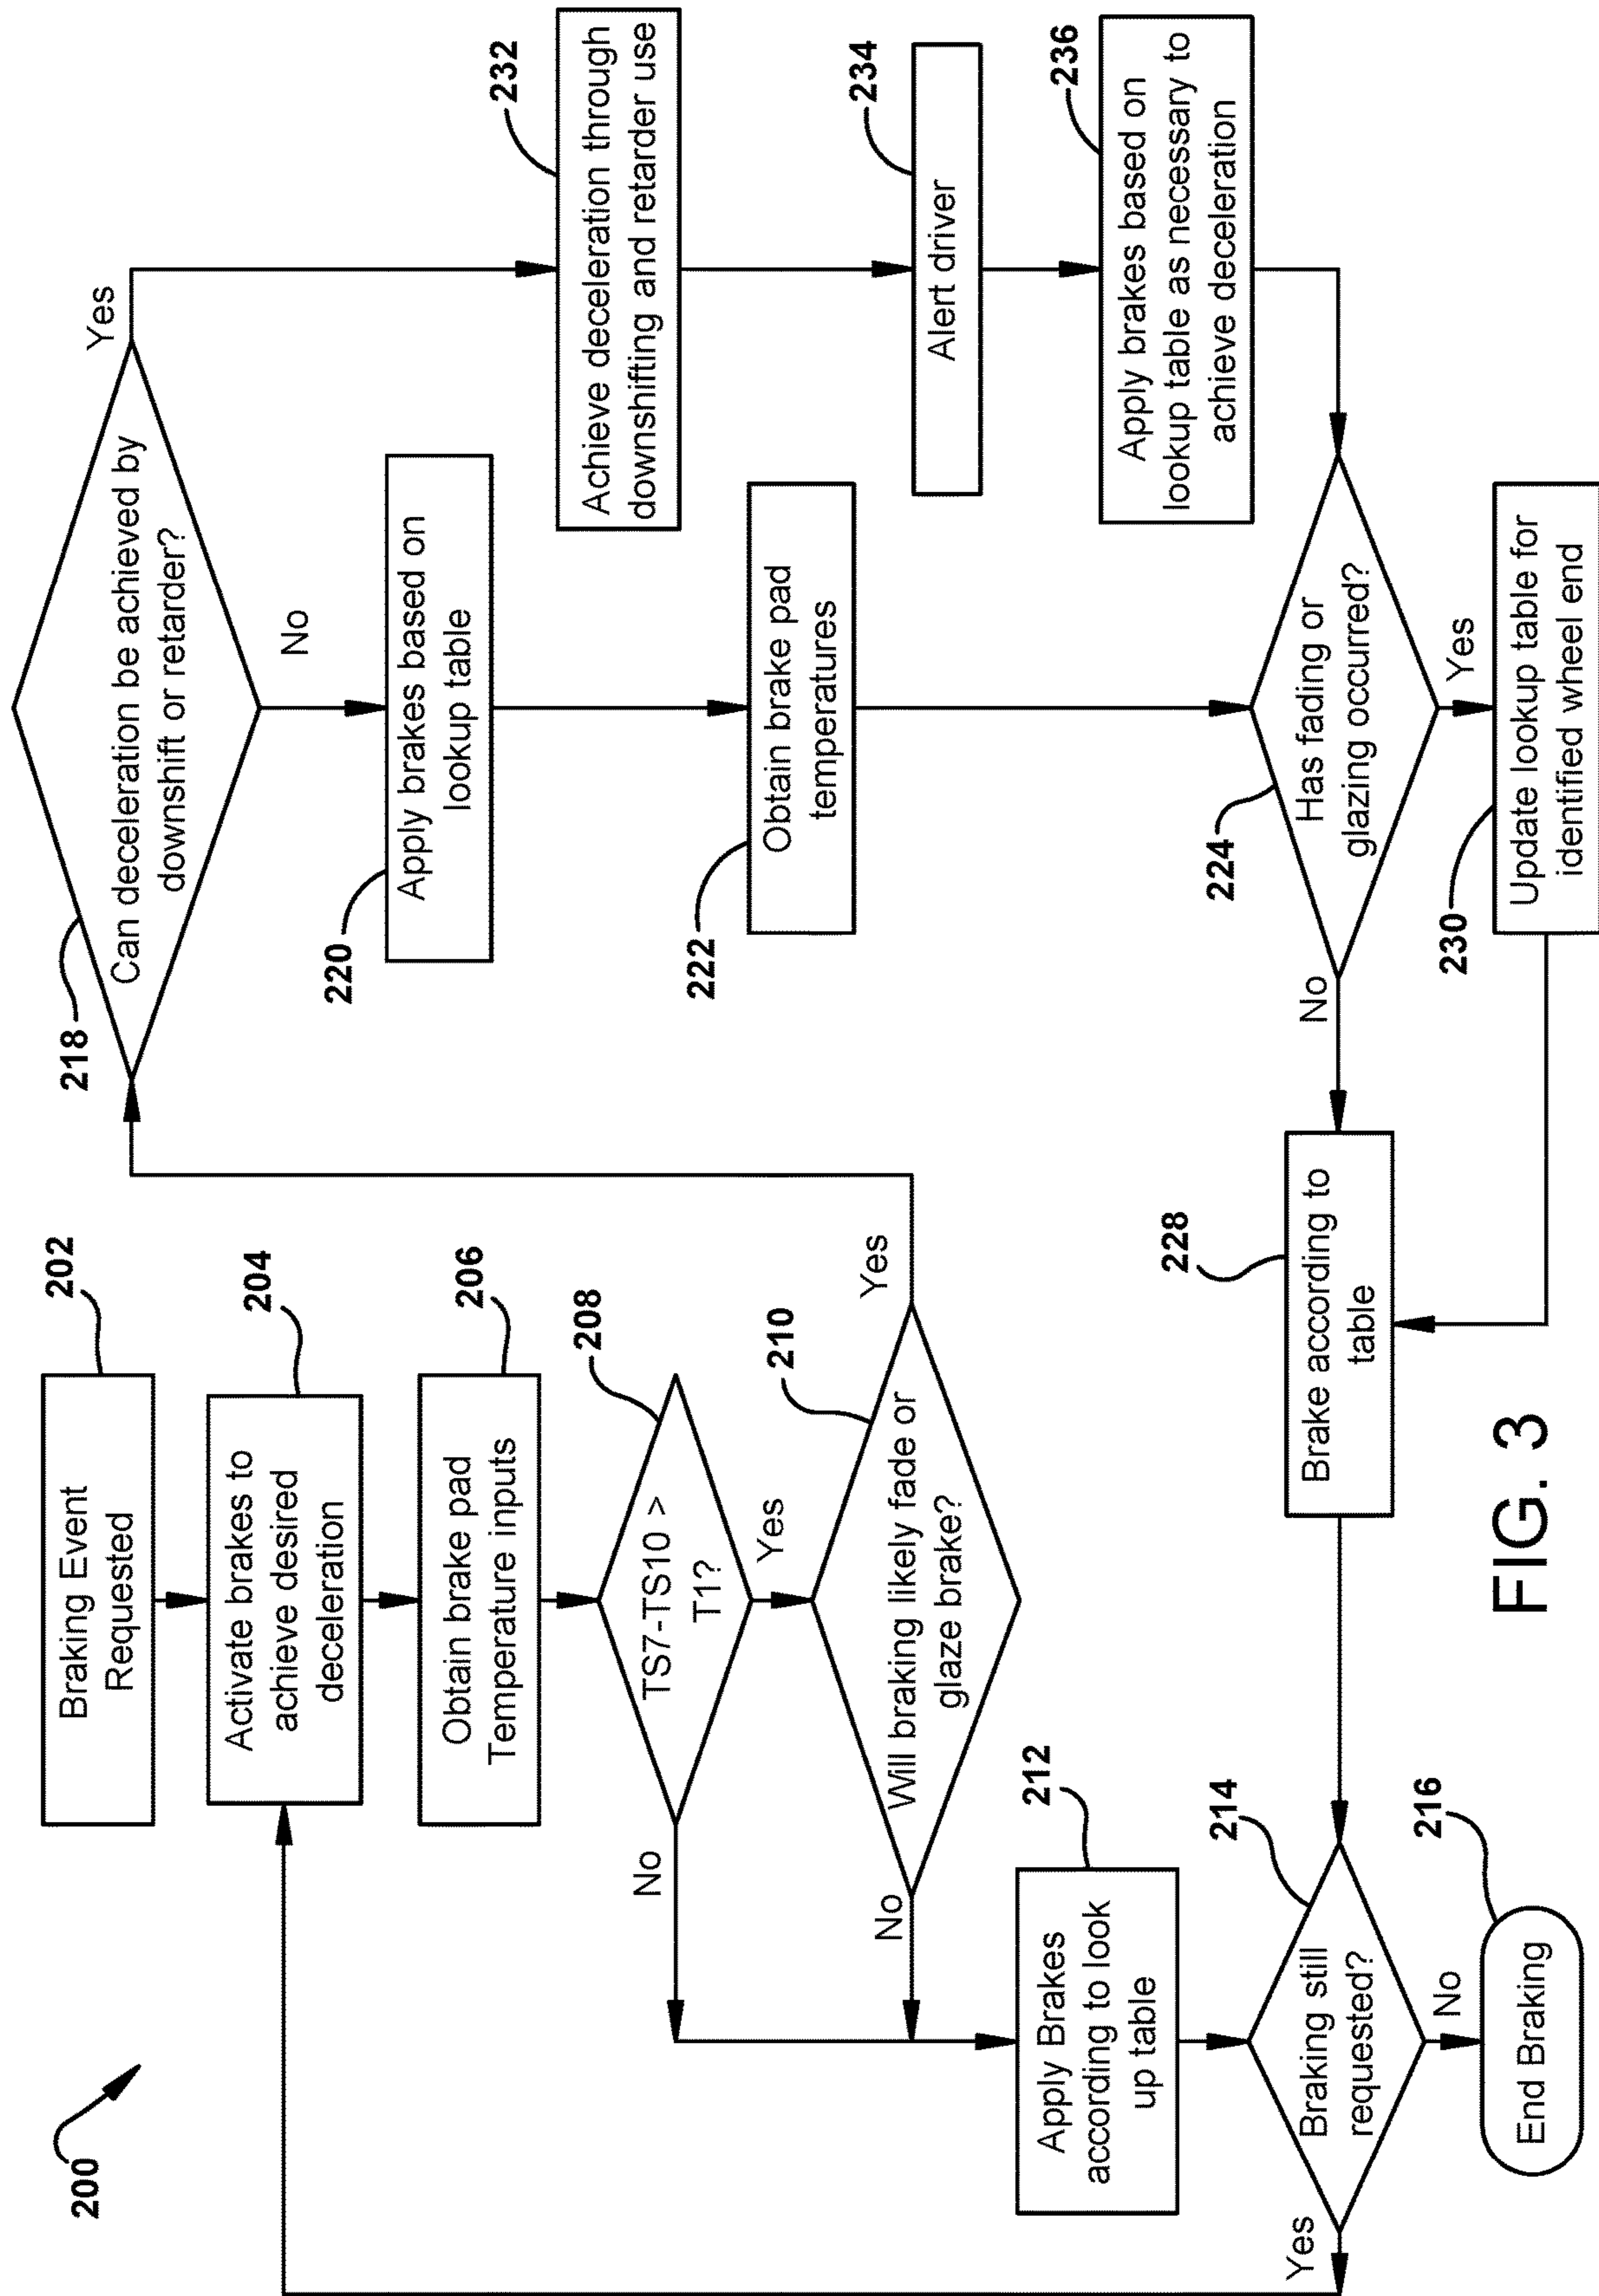 200
Braking Event
Requested
202
Activate brakes to
achieve desired
deceleration
204
Obtain brake pad
Temperature inputs
206
TS7-TS10 >
T1?
208
No
Yes
Will braking likely fade or
glaze brake?
210
No
Yes
Apply Brakes
according to look
up table
212
Braking still
requested?
214
Yes
No
End Braking
216
218
Can deceleration be achieved by
downshift or retarder?
Yes
No
220
Apply brakes based on
lookup table
222
Obtain brake pad
temperatures
232
Achieve deceleration through
downshifting and retarder use
234
Alert driver
236
Apply brakes based on
lookup table as necessary to
achieve deceleration
224
Has fading or
glazing occurred?
No
Yes
230
Update lookup table for
identified wheel end
228
Brake according to
table
FIG. 3